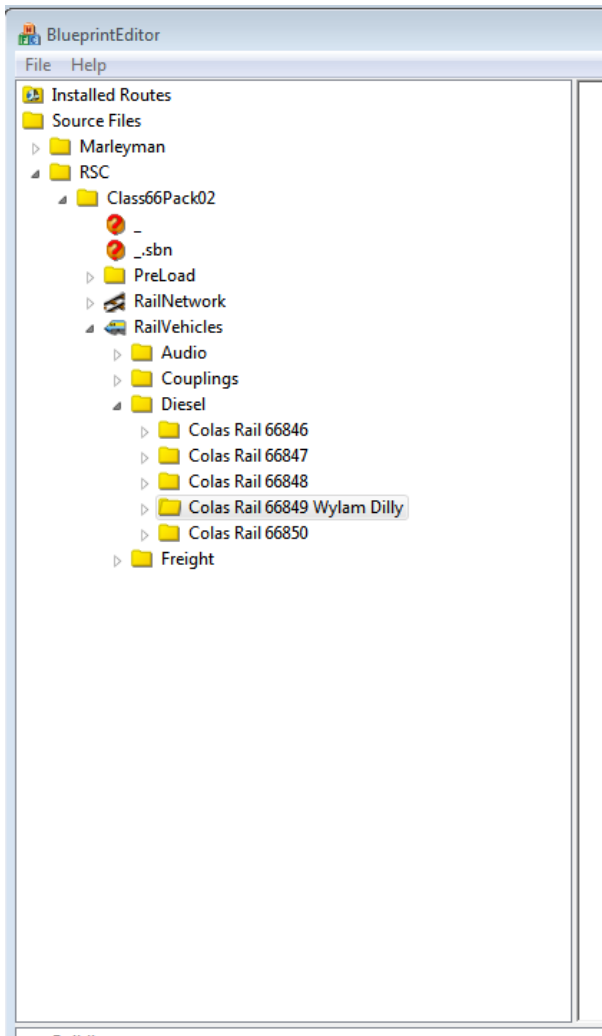 BlueprintEditor
File Help
Installed Routes
Source Files
Marleyman
RSC
Class66Pack02
_
_.sbn
PreLoad
RailNetwork
RailVehicles
Audio
Couplings
Diesel
Colas Rail 66846
Colas Rail 66847
Colas Rail 66848
Colas Rail 66849 Wylam Dilly
Colas Rail 66850
Freight